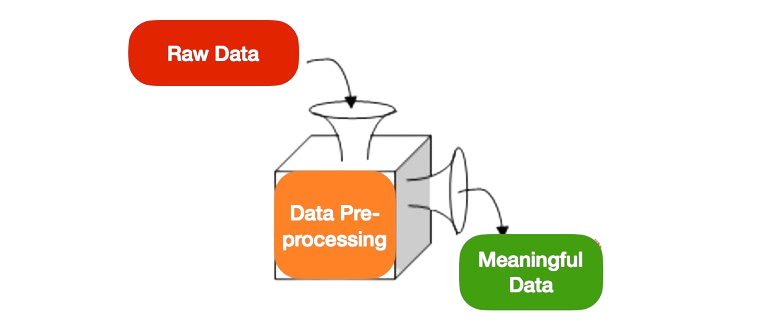 Raw Data
Data Pre-
processing
Meaningful
Data